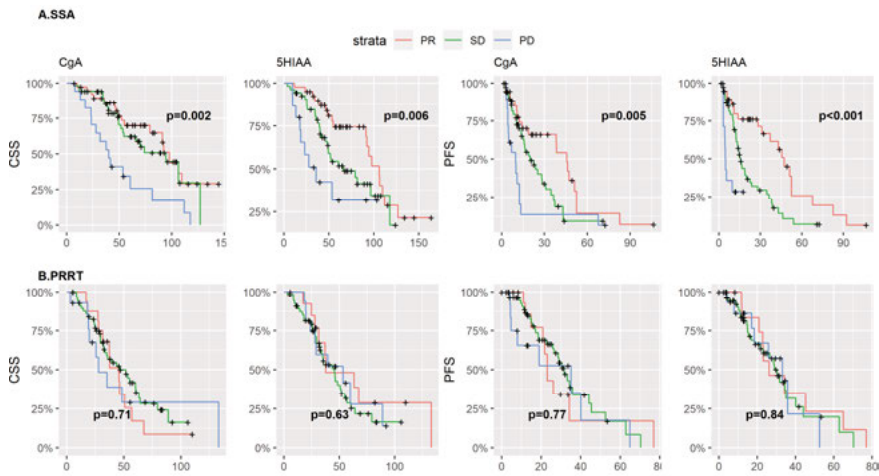 A.SSA
strata PR SD PD
CgA 5HIAA CgA 5HIAA
100% 100% 100% 100%
p=0.002 p=0.006 p=0.005 p<0.001
75% 75% 75% 75%
CSS 50% 50% PFS 50% 50%
25% 25% 25% 25%
0%
0 50 100 145 0 50 100 150 0 30 60 90 0 30 60 90
B.PRRT
100% 100% 100% 100%
75% 75% 75% 75%
CSS 50% 50% PFS 50% 50%
25% 25% 25% 25%
p=0.71 p=0.63 p=0.77 p=0.84
0% 0% 0% 0%
0 50 100 0 50 100 0 20 40 60 80 0 20 40 60